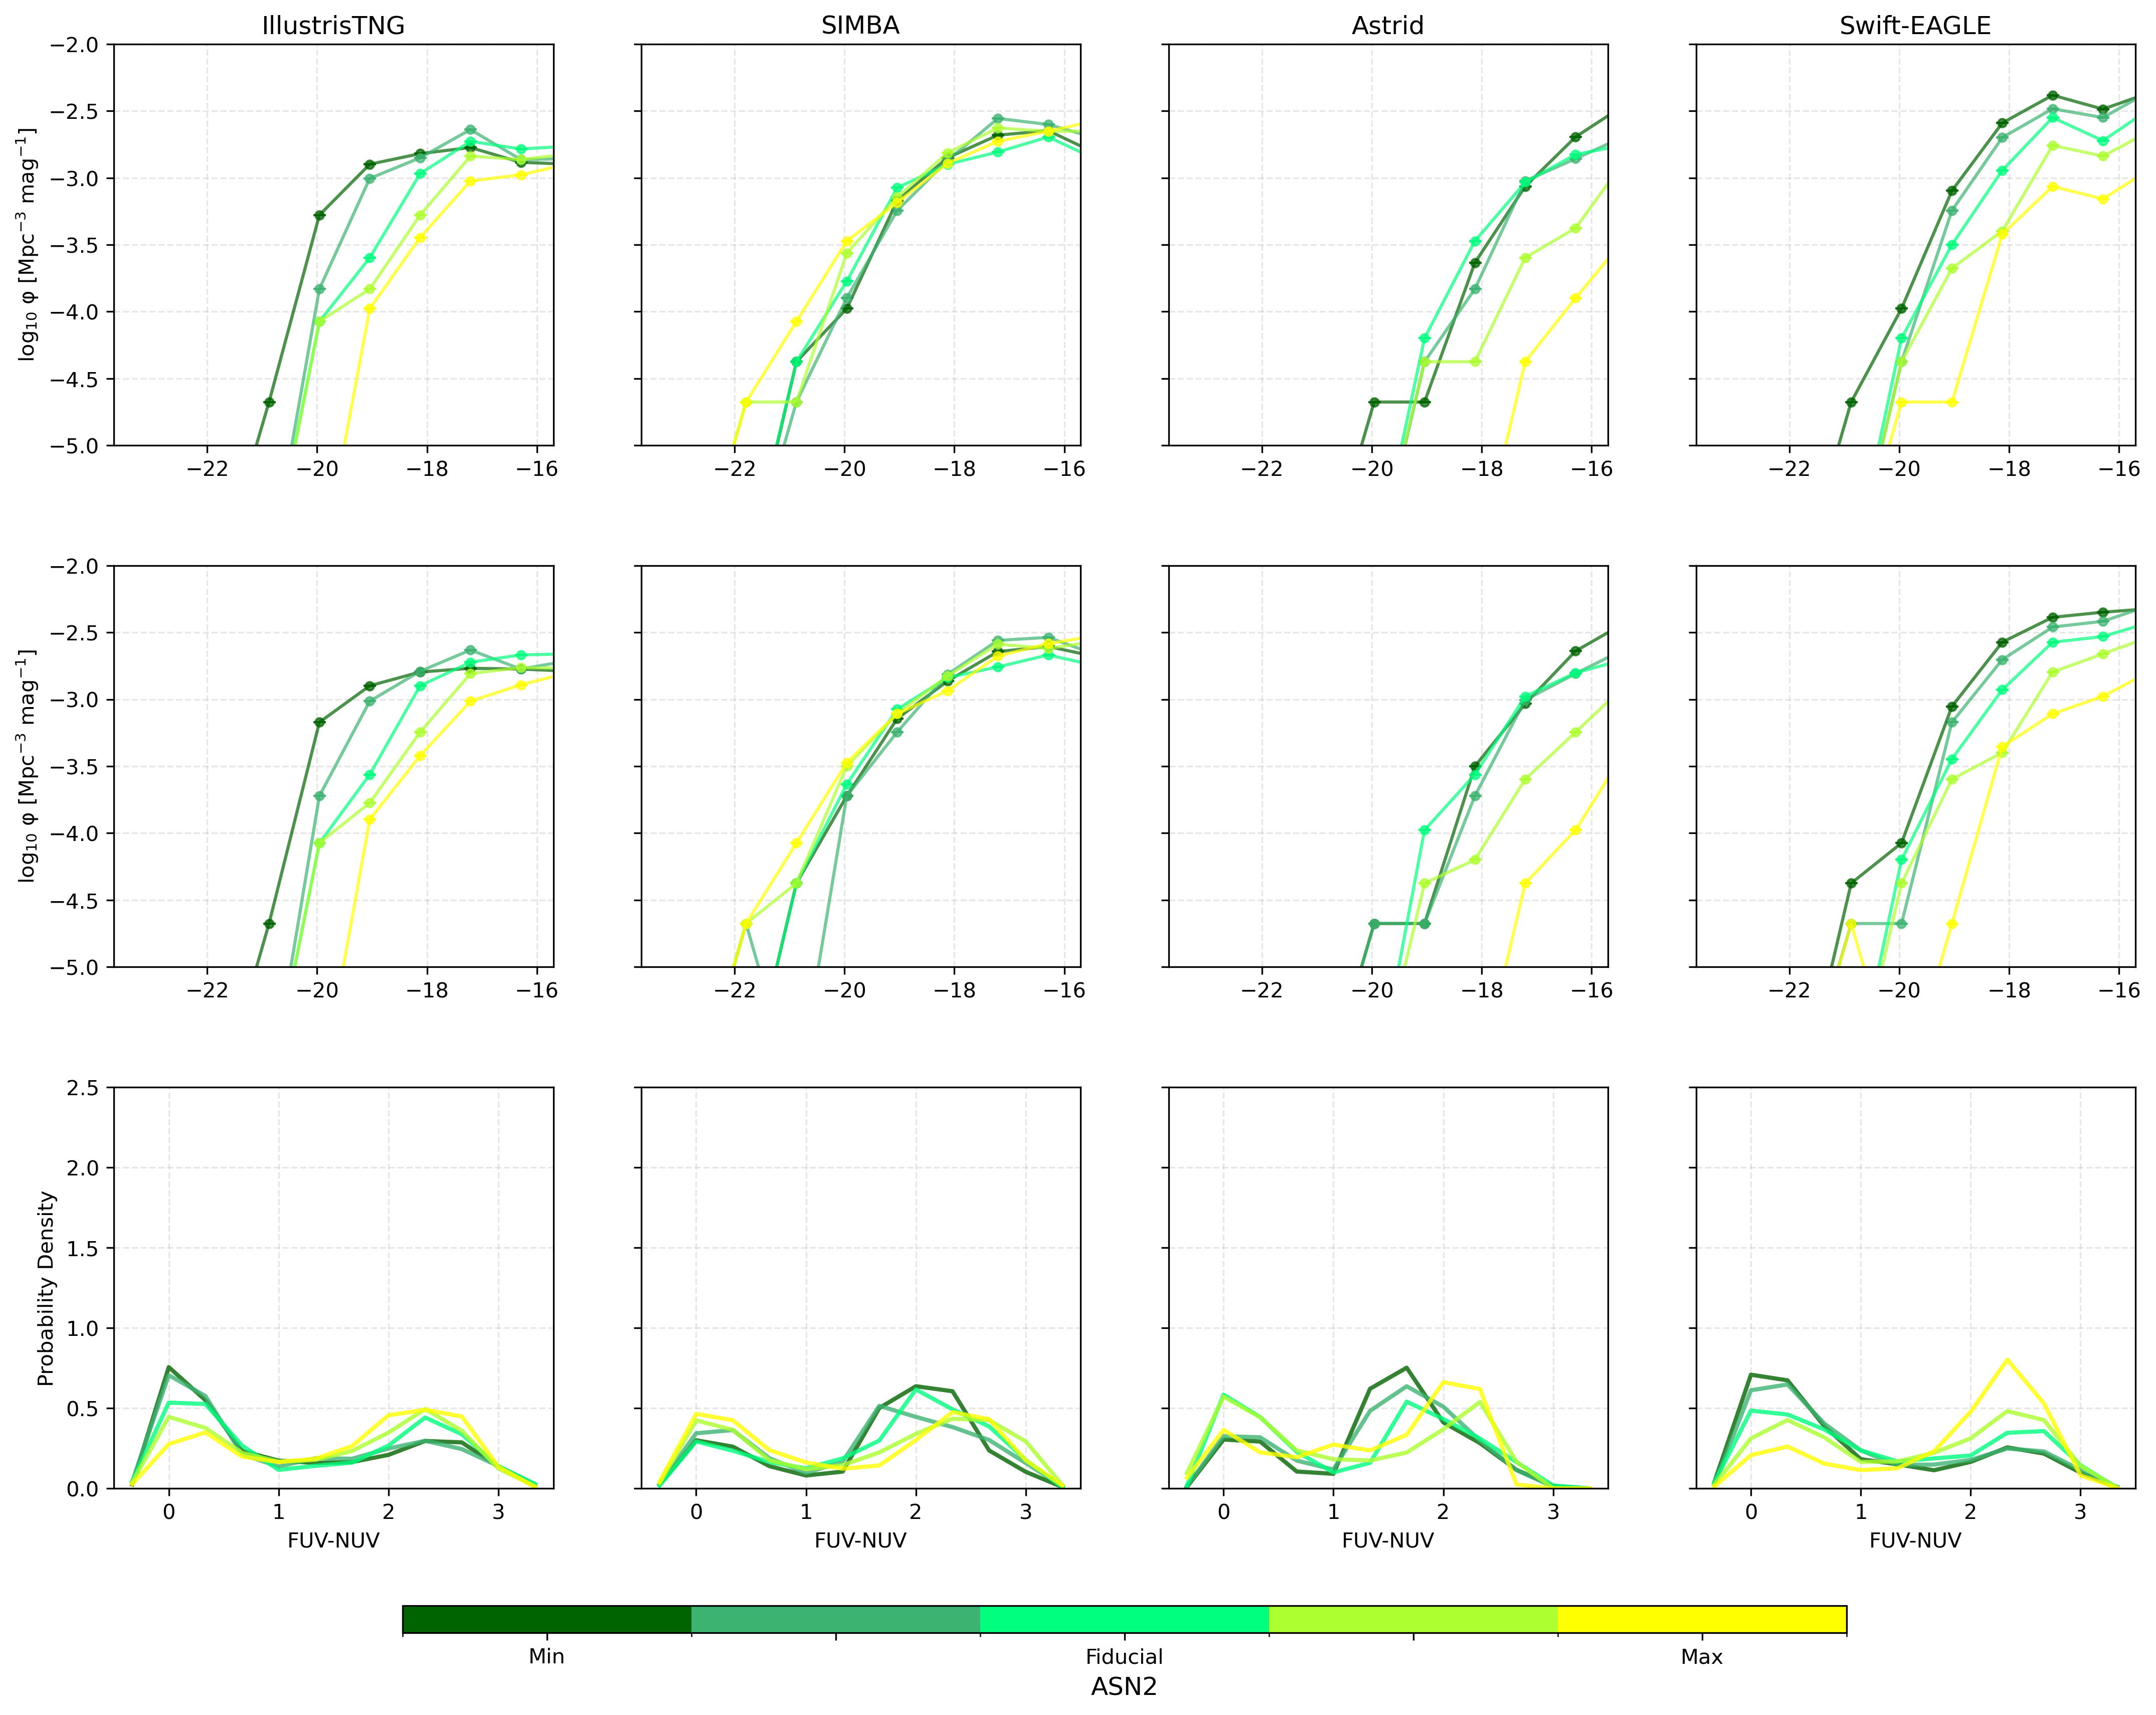 IllustrisTNG SIMBA Astrid Swift-EAGLE
−2.0
−2.5
−3.0
−3.5
−4.0
−4.5
−5.0
log₁₀ φ [Mpc⁻³ mag⁻¹]
−22 −20 −18 −16 −22 −20 −18 −16 −22 −20 −18 −16 −22 −20 −18 −16
−2.0
−2.5
−3.0
−3.5
−4.0
−4.5
−5.0
log₁₀ φ [Mpc⁻³ mag⁻¹]
−22 −20 −18 −16 −22 −20 −18 −16 −22 −20 −18 −16 −22 −20 −18 −16
2.5
2.0
1.5
1.0
0.5
0.0
Probability Density
0 1 2 3 0 1 2 3 0 1 2 3 0 1 2 3
FUV-NUV FUV-NUV FUV-NUV FUV-NUV
Min Fiducial Max
ASN2